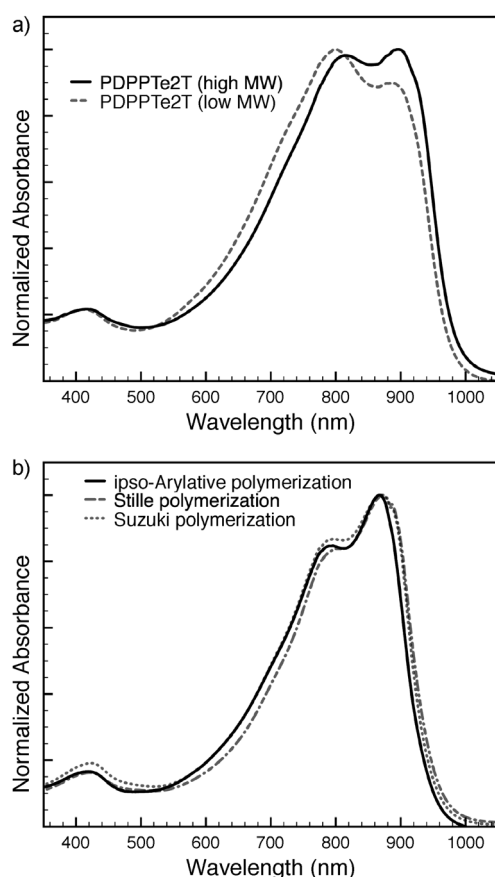 a)
PDPPTe2T (high MW)
PDPPTe2T (low MW)
Normalized Absorbance
400 500 600 700 800 900 1000
Wavelength (nm)
b)
ipso-Arylative polymerization
Stille polymerization
Suzuki polymerization
Normalized Absorbance
400 500 600 700 800 900 1000
Wavelength (nm)